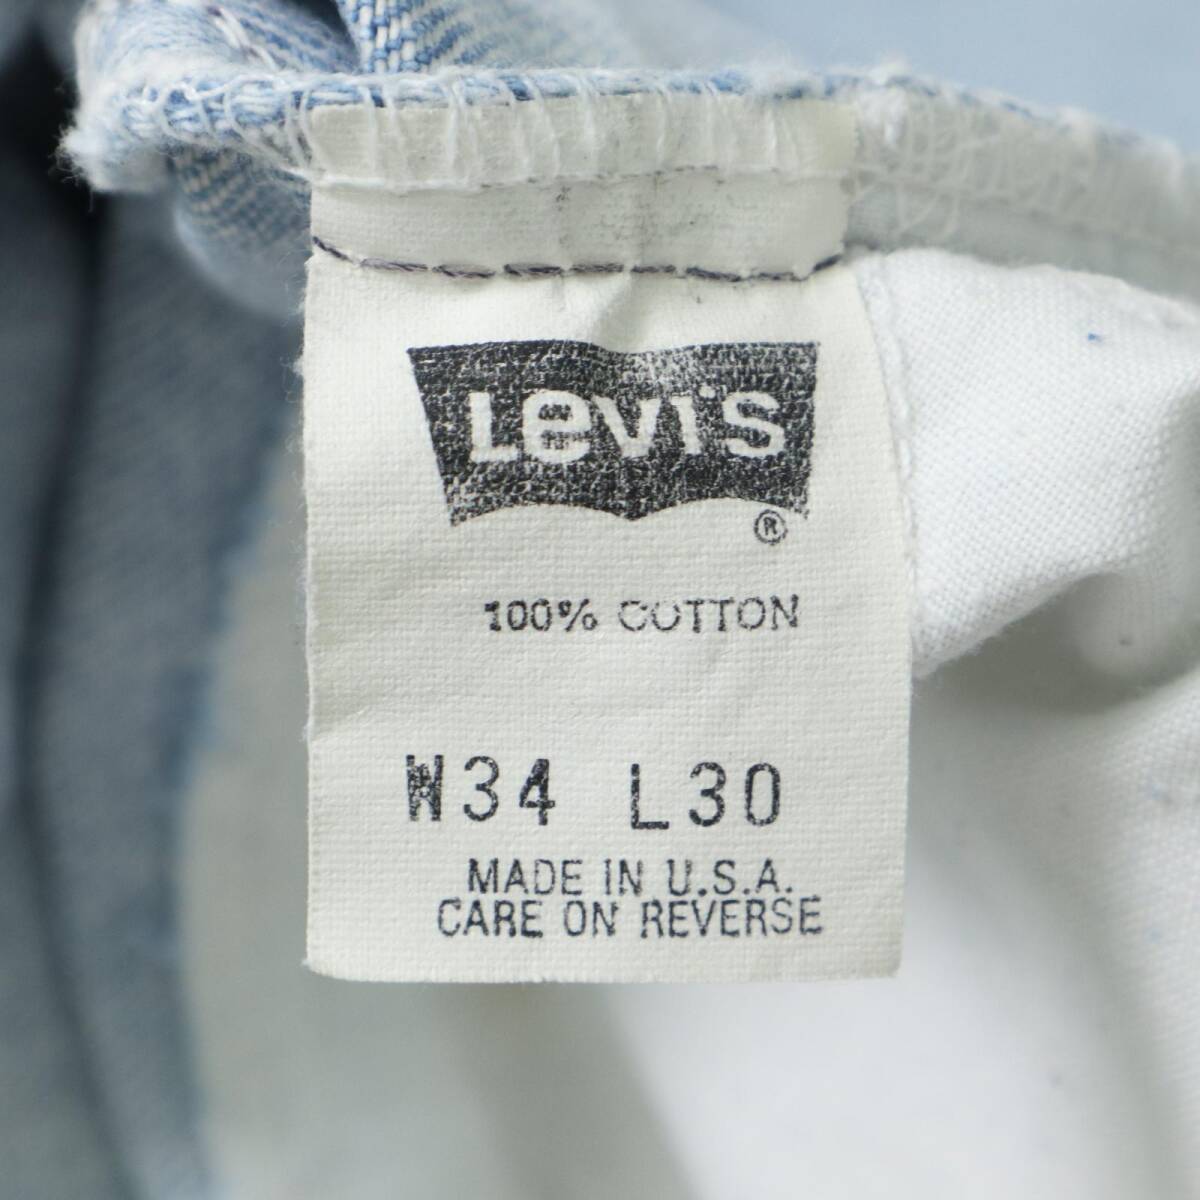 Levi's
®
100% COTTON
W34 L30
MADE IN U.S.A.
CARE ON REVERSE